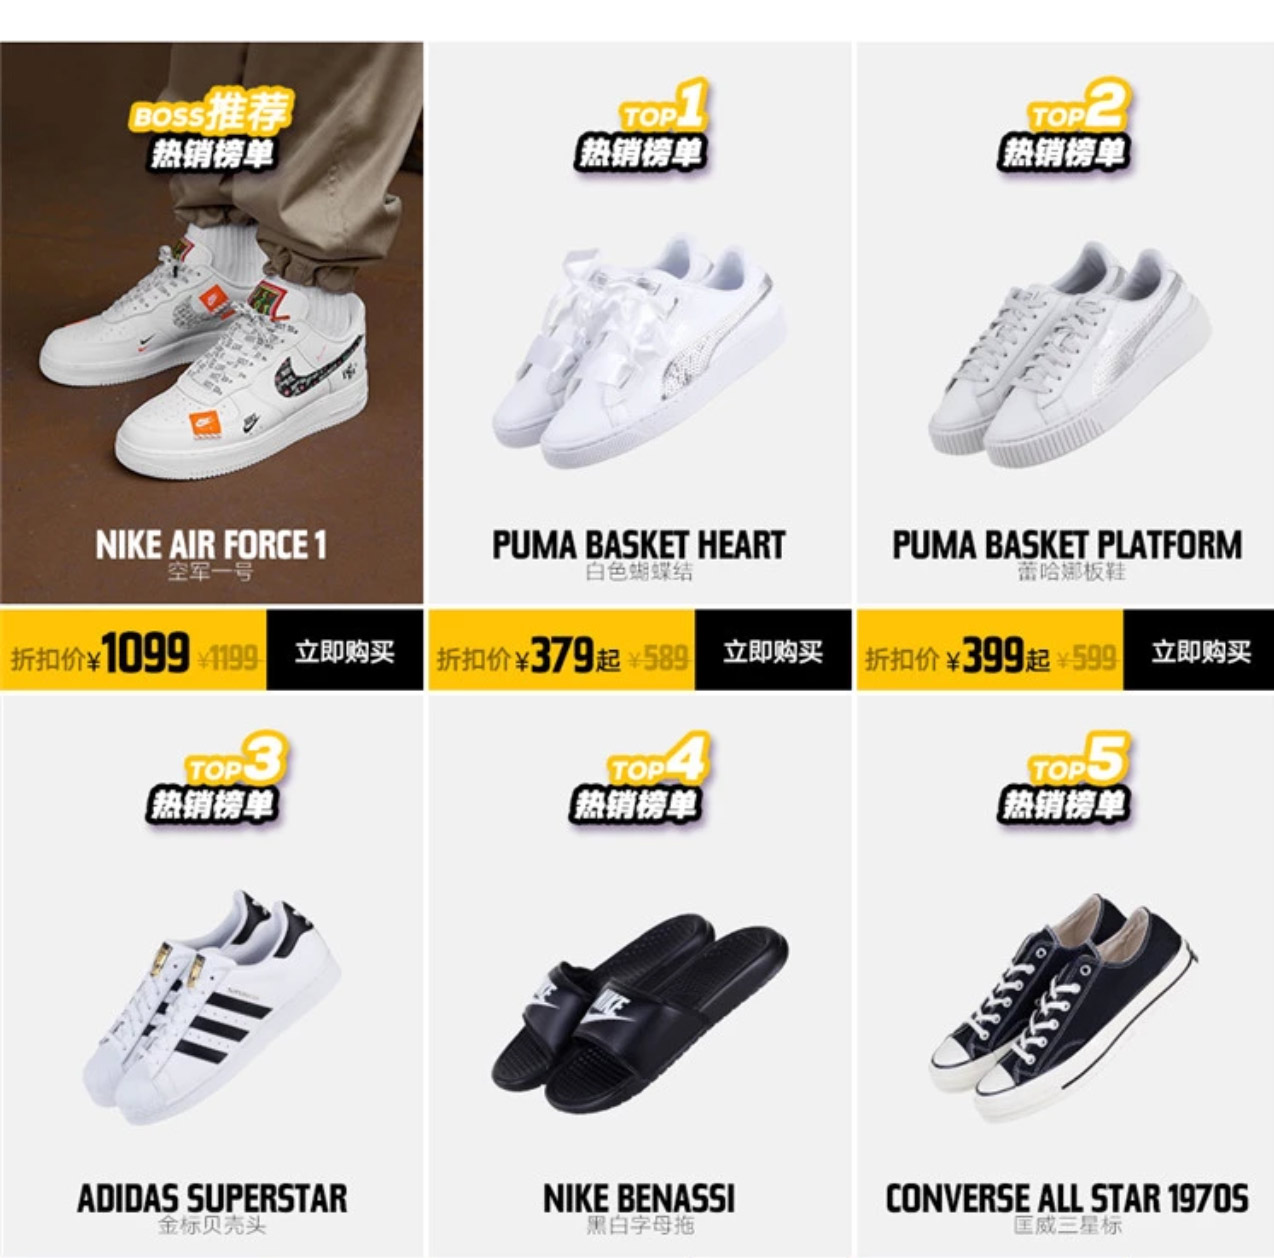 BOSS推荐
热销榜单
NIKE AIR FORCE 1
空军一号
折扣价¥1099 ¥1199 立即购买
TOP1
热销榜单
PUMA BASKET HEART
白色蝴蝶结
折扣价¥379起 ¥589 立即购买
TOP2
热销榜单
PUMA BASKET PLATFORM
蕾哈娜板鞋
折扣价¥399起 ¥599 立即购买
TOP3
热销榜单
ADIDAS SUPERSTAR
金标贝壳头
TOP4
热销榜单
NIKE
NIKE BENASSI
黑白字母拖
TOP5
热销榜单
CONVERSE ALL STAR 1970S
匡威三星标